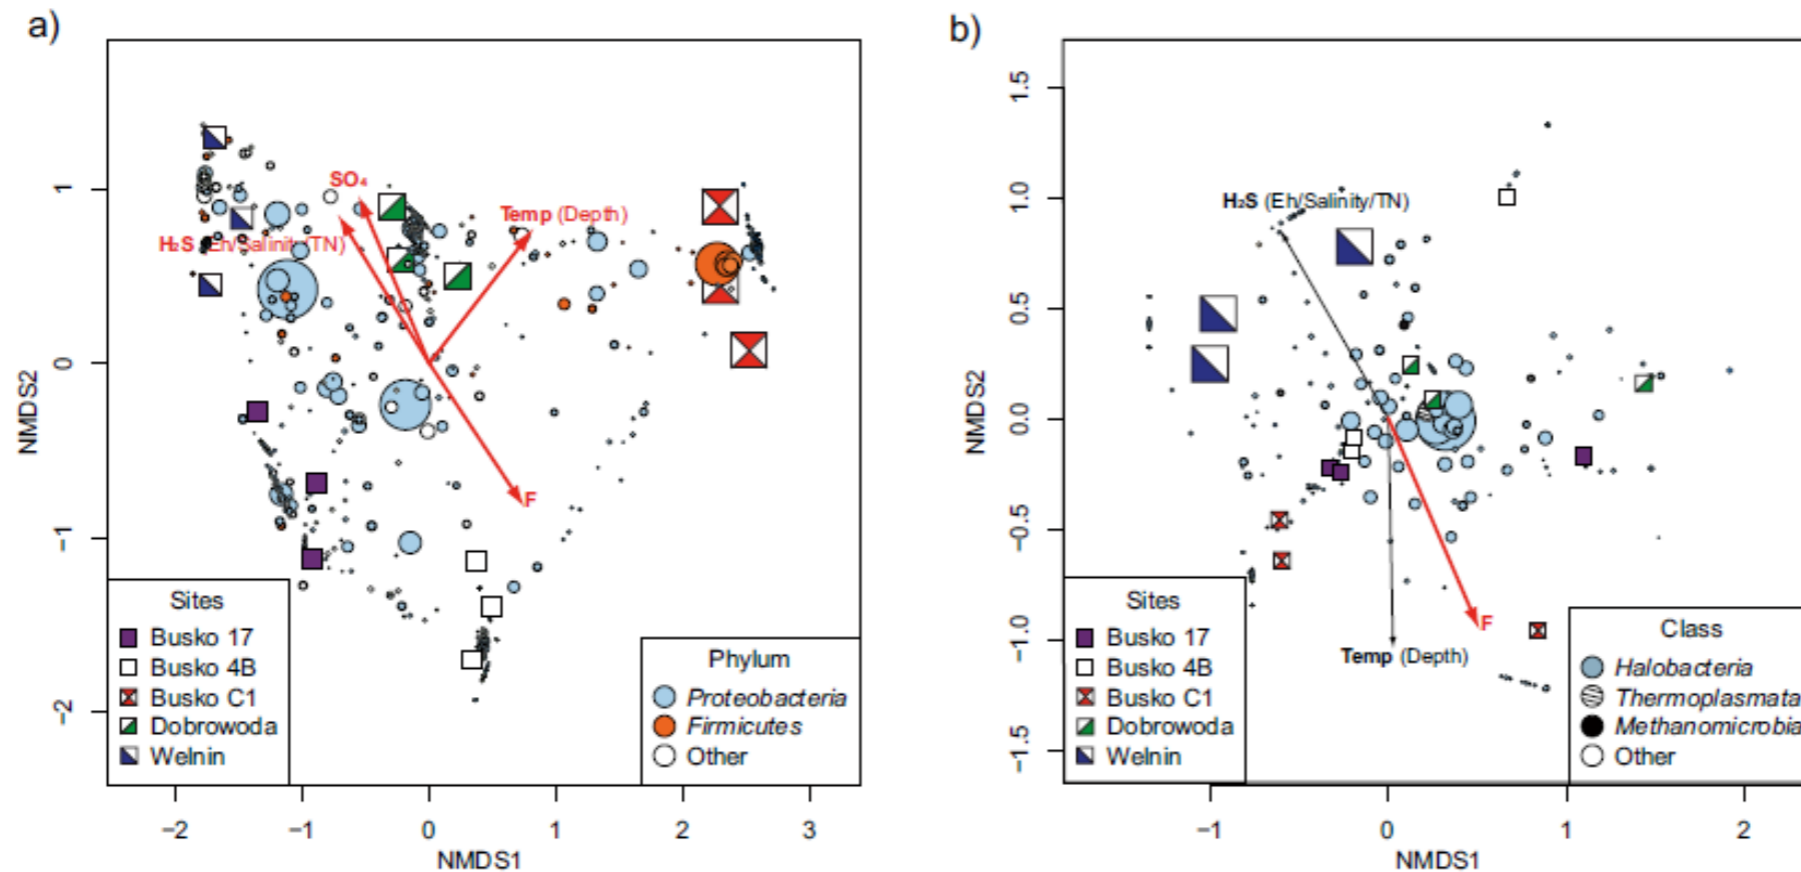 a)
1
0
−1
−2
NMDS2
SO₄
Temp (Depth)
H₂S (Eh/Salinity/TN)
F
Sites
Busko 17
Busko 4B
Busko C1
Dobrowoda
Welnin
Phylum
Proteobacteria
Firmicutes
Other
−2 −1 0 1 2 3
NMDS1
b)
1.5
1.0
0.5
0.0
−0.5
−1.0
−1.5
NMDS2
H₂S (Eh/Salinity/TN)
F
Temp (Depth)
Sites
Busko 17
Busko 4B
Busko C1
Dobrowoda
Welnin
Class
Halobacteria
Thermoplasmata
Methanomicrobia
Other
−1 0 1 2
NMDS1